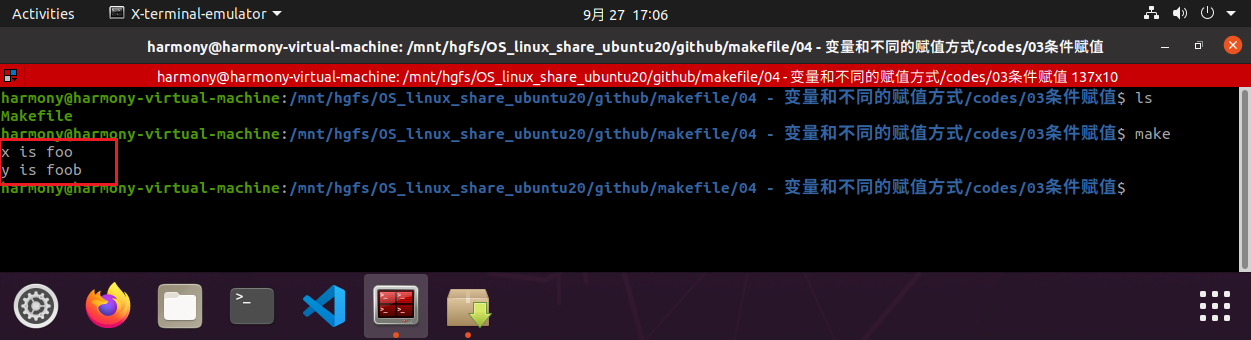 Activities
X-terminal-emulator
9月 27 17:06
harmony@harmony-virtual-machine: /mnt/hgfs/OS_linux_share_ubuntu20/github/makefile/04 - 变量和不同的赋值方式/codes/03条件赋值
harmony@harmony-virtual-machine: /mnt/hgfs/OS_linux_share_ubuntu20/github/makefile/04 - 变量和不同的赋值方式/codes/03条件赋值 137x10
harmony@harmony-virtual-machine:/mnt/hgfs/OS_linux_share_ubuntu20/github/makefile/04 - 变量和不同的赋值方式/codes/03条件赋值$ ls
Makefile
harmony@harmony-virtual-machine:/mnt/hgfs/OS_linux_share_ubuntu20/github/makefile/04 - 变量和不同的赋值方式/codes/03条件赋值$ make
x is foo
y is foob
harmony@harmony-virtual-machine:/mnt/hgfs/OS_linux_share_ubuntu20/github/makefile/04 - 变量和不同的赋值方式/codes/03条件赋值$